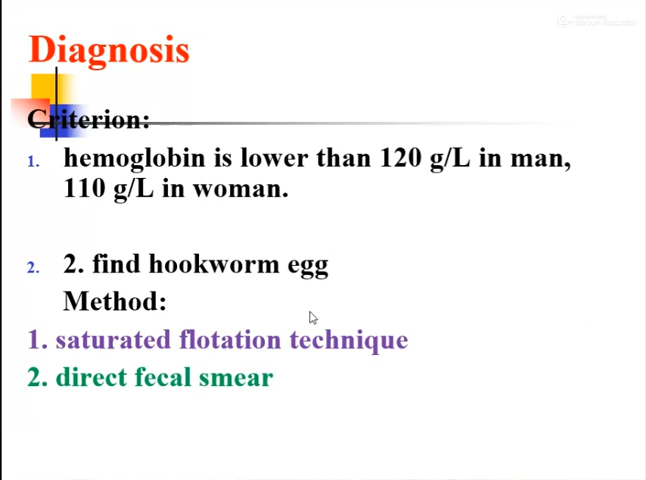 Diagnosis
Criterion:
1. hemoglobin is lower than 120 g/L in man,
110 g/L in woman.
2. 2. find hookworm egg
Method:
1. saturated flotation technique
2. direct fecal smear